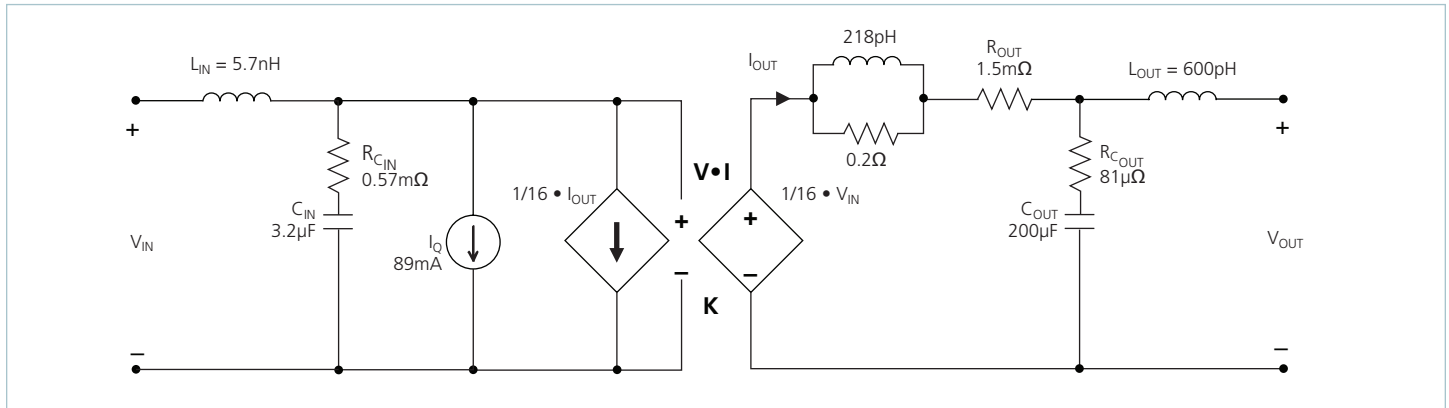 L_IN = 5.7nH
+
R_C_IN
0.57mΩ
C_IN
3.2µF
V_IN
–
I_Q
89mA
1/16 • I_OUT
V•I
+
–
K
1/16 • V_IN
+
–
I_OUT
218pH
0.2Ω
R_OUT
1.5mΩ
L_OUT = 600pH
+
R_C_OUT
81µΩ
C_OUT
200µF
V_OUT
–